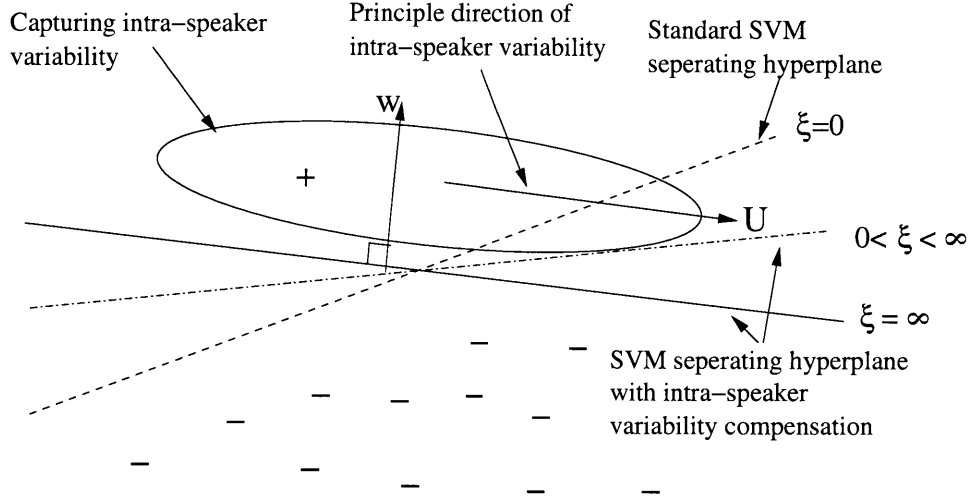 Capturing intra–speaker
variability
Principle direction of
intra–speaker variability
Standard SVM
seperating hyperplane
w
ξ=0
+
U
0< ξ < ∞
ξ = ∞
SVM seperating hyperplane
with intra–speaker
variability compensation